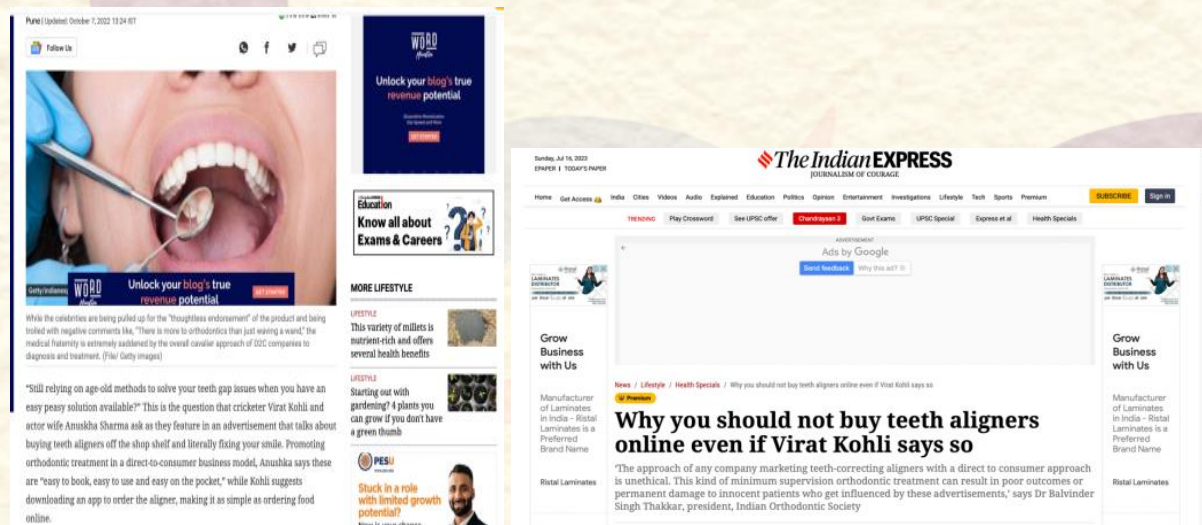 Pune | Updated: October 7, 2022 13:24 IST
Follow Us
WORD
Unlock your blog's true
revenue potential
GET STARTED
Education
Know all about
Exams & Careers
WORD
Unlock your blog's true
revenue potential
GET STARTED
While the celebrities are being pulled up for the "thoughtless endorsement" of the product and being
trolled with negative comments like, "There is more to orthodontics than just waving a wand," the
medical fraternity is extremely saddened by the overall cavalier approach of D2C companies to
diagnosis and treatment. (File/ Getty images)
"Still relying on age-old methods to solve your teeth gap issues when you have an
easy peasy solution available?" This is the question that cricketer Virat Kohli and
actor wife Anuskha Sharma ask as they feature in an advertisement that talks about
buying teeth aligners off the shop shelf and literally fixing your smile. Promoting
orthodontic treatment in a direct-to-consumer business model, Anushka says these
are "easy to book, easy to use and easy on the pocket," while Kohli suggests
downloading an app to order the aligner, making it as simple as ordering food
online.
MORE LIFESTYLE
LIFESTYLE
This variety of millets is
nutrient-rich and offers
several health benefits
LIFESTYLE
Starting out with
gardening? 4 plants you
can grow if you don't have
a green thumb
PESU
Stuck in a role
with limited growth
potential?
Sunday, Jul 16, 2023
EPAPER | TODAY'S PAPER
The Indian EXPRESS
JOURNALISM OF COURAGE
Home Get Access India Cities Videos Audio Explained Education Politics Opinion Entertainment Investigations Lifestyle Tech Sports Premium
SUBSCRIBE Sign in
TRENDING Play Crossword See UPSC offer Chandrayaan 3 Govt Exams UPSC Special Express et al Health Specials
ADVERTISEMENT
Ads by Google
Send feedback Why this ad?
LAMINATES
DISTRIBUTOR
Grow
Business
with Us
Manufacturer
of Laminates
in India - Ristal
Laminates is a
Preferred
Brand Name
Ristal Laminates
News / Lifestyle / Health Specials / Why you should not buy teeth aligners online even if Virat Kohli says so
Premium
Why you should not buy teeth aligners
online even if Virat Kohli says so
'The approach of any company marketing teeth-correcting aligners with a direct to consumer approach
is unethical. This kind of minimum supervision orthodontic treatment can result in poor outcomes or
permanent damage to innocent patients who get influenced by these advertisements,' says Dr Balvinder
Singh Thakkar, president, Indian Orthodontic Society
LAMINATES
DISTRIBUTOR
Grow
Business
with Us
Manufacturer
of Laminates
in India - Ristal
Laminates is a
Preferred
Brand Name
Ristal Laminates